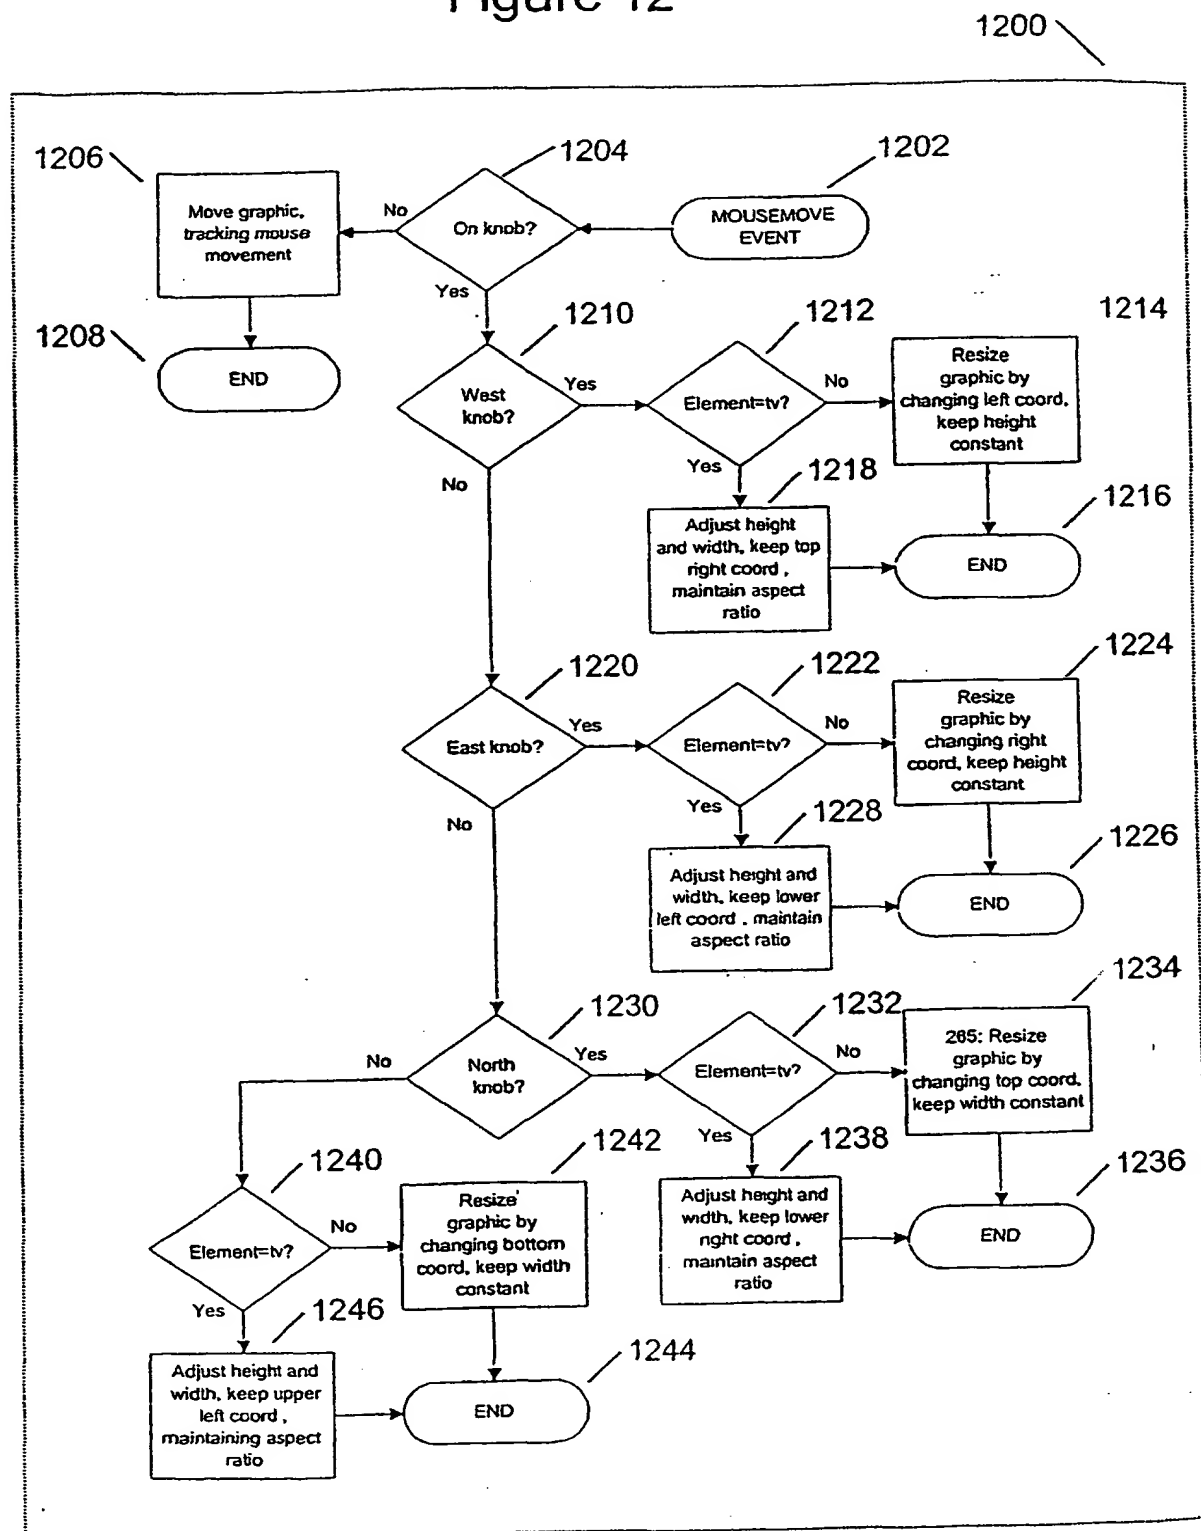 Figure 12
1200
1206
1204
1202
Move graphic,
tracking mouse
movement
No
On knob?
MOUSEMOVE
EVENT
Yes
1208
END
1210
1212
1214
West
knob?
Yes
Element=tv?
No
Resize
graphic by
changing left coord,
keep height
constant
No
Yes
1218
1216
Adjust height
and width, keep top
right coord ,
maintain aspect
ratio
END
1220
1222
1224
East knob?
Yes
Element=tv?
No
Resize
graphic by
changing right
coord, keep height
constant
No
Yes
1228
1226
Adjust height and
width, keep lower
left coord , maintain
aspect ratio
END
1230
1232
1234
No
North
knob?
Yes
Element=tv?
No
265: Resize
graphic by
changing top coord,
keep width constant
Yes
1238
1236
Adjust height and
width, keep lower
right coord ,
maintain aspect
ratio
END
1240
1242
Element=tv?
No
Resize
graphic by
changing bottom
coord, keep width
constant
Yes
1246
1244
Adjust height and
width, keep upper
left coord ,
maintaining aspect
ratio
END